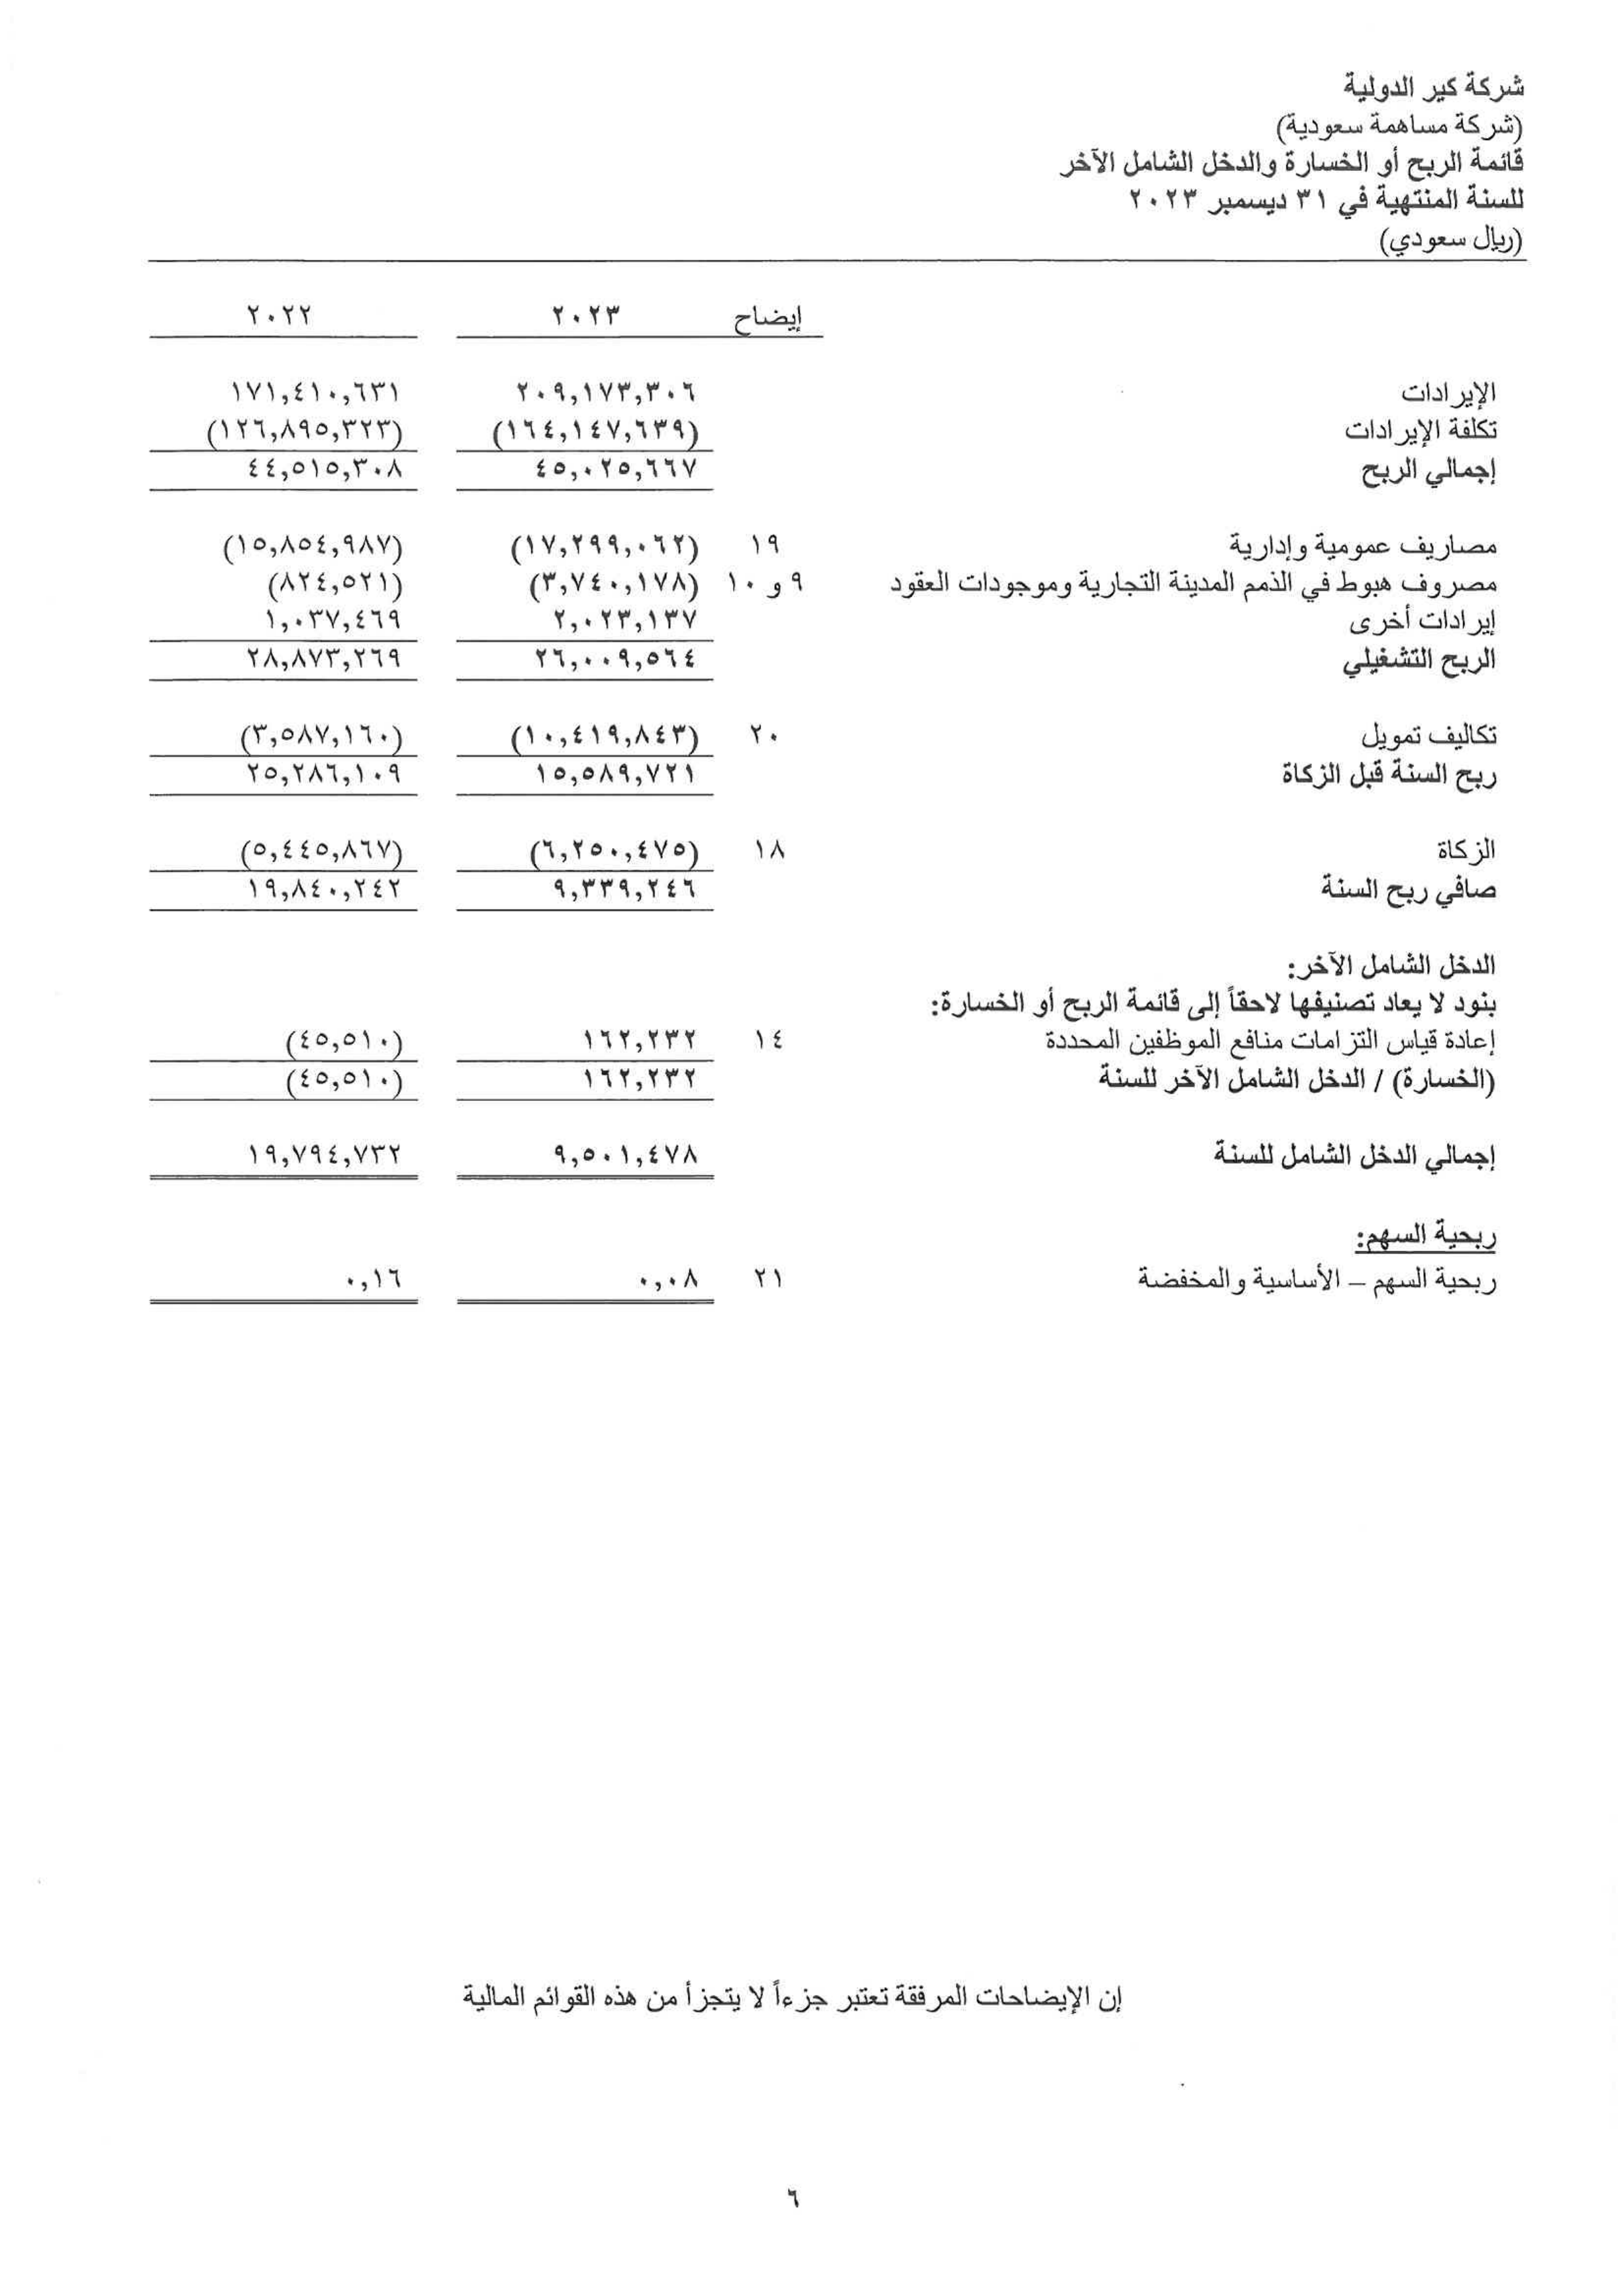 شركة كير الدولية
(شركة مساهمة سعودية)
قائمة الربح أو الخسارة والدخل الشامل الآخر
للسنة المنتهية في ٣١ ديسمبر ٢٠٢٣
(ريال سعودي)
إيضاح ٢٠٢٣ ٢٠٢٢
الإيرادات ٢٠٩,١٧٣,٣٠٦ ١٧١,٤١٠,٦٣١
تكلفة الإيرادات (١٦٤,١٤٧,٦٣٩) (١٢٦,٨٩٥,٣٢٣)
إجمالي الربح ٤٥,٠٢٥,٦٦٧ ٤٤,٥١٥,٣٠٨
مصاريف عمومية وإدارية ١٩ (١٧,٢٩٩,٠٦٢) (١٥,٨٥٤,٩٨٧)
مصروف هبوط في الذمم المدينة التجارية وموجودات العقود ٩ و ١٠ (٣,٧٤٠,١٧٨) (٨٢٤,٥٢١)
إيرادات أخرى ٢,٠٢٣,١٣٧ ١,٠٣٧,٤٦٩
الربح التشغيلي ٢٦,٠٠٩,٥٦٤ ٢٨,٨٧٣,٢٦٩
تكاليف تمويل ٢٠ (١٠,٤١٩,٨٤٣) (٣,٥٨٧,١٦٠)
ربح السنة قبل الزكاة ١٥,٥٨٩,٧٢١ ٢٥,٢٨٦,١٠٩
الزكاة ١٨ (٦,٢٥٠,٤٧٥) (٥,٤٤٥,٨٦٧)
صافي ربح السنة ٩,٣٣٩,٢٤٦ ١٩,٨٤٠,٢٤٢
الدخل الشامل الآخر:
بنود لا يعاد تصنيفها لاحقاً إلى قائمة الربح أو الخسارة:
إعادة قياس التزامات منافع الموظفين المحددة ١٤ ١٦٢,٢٣٢ (٤٥,٥١٠)
(الخسارة) / الدخل الشامل الآخر للسنة ١٦٢,٢٣٢ (٤٥,٥١٠)
إجمالي الدخل الشامل للسنة ٩,٥٠١,٤٧٨ ١٩,٧٩٤,٧٣٢
ربحية السهم:
ربحية السهم – الأساسية والمخفضة ٢١ ٠,٠٨ ٠,١٦
إن الإيضاحات المرفقة تعتبر جزءاً لا يتجزأ من هذه القوائم المالية
٦